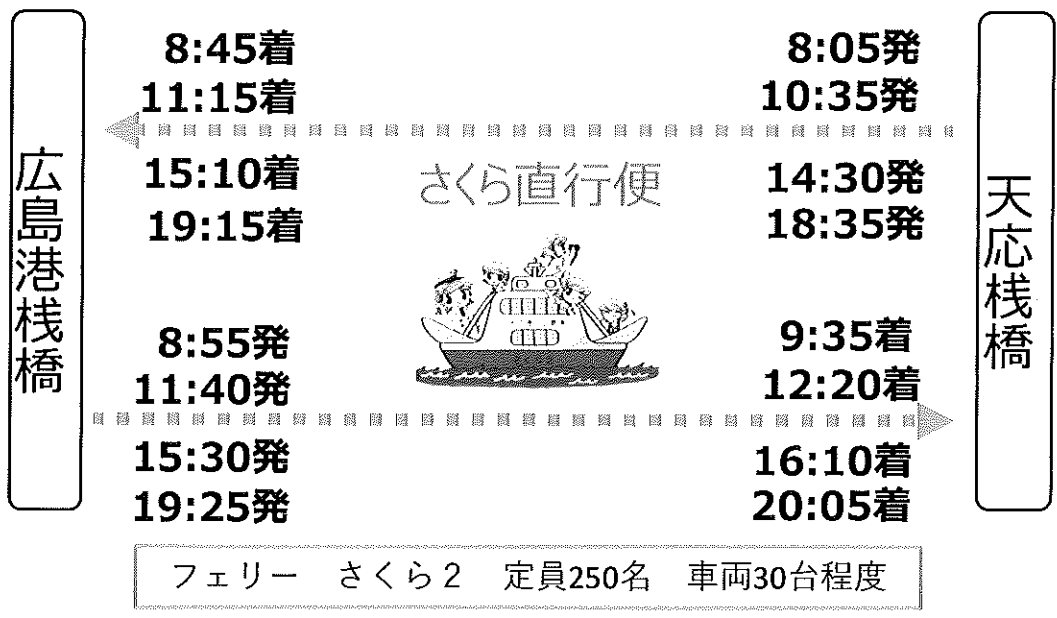 広島港桟橋
8:45着
11:15着
15:10着
19:15着
8:05発
10:35発
14:30発
18:35発
さくら直行便
8:55発
11:40発
15:30発
19:25発
9:35着
12:20着
16:10着
20:05着
天応桟橋
フェリー　さくら２　定員250名　車両30台程度